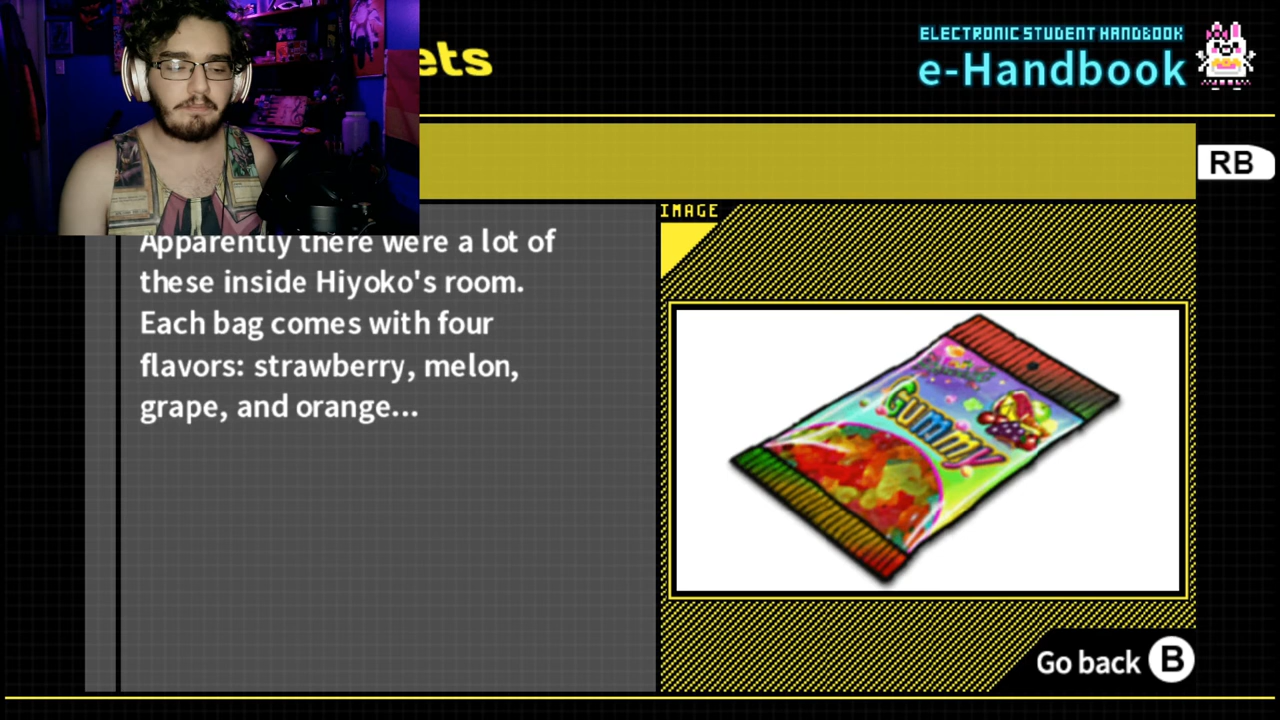 ets
ELECTRONIC STUDENT HANDBOOK
e-Handbook
RB
IMAGE
Apparently there were a lot of
these inside Hiyoko's room.
Each bag comes with four
flavors: strawberry, melon,
grape, and orange...
Gummy
Go back B